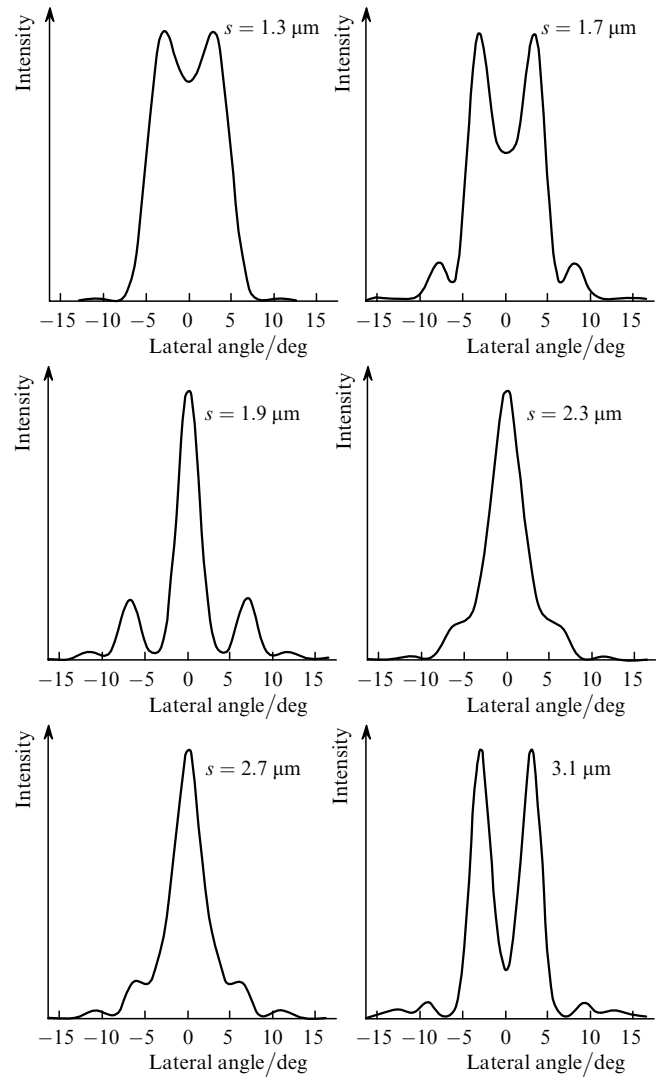 Intensity
s = 1.3 μm
−15 −10 −5 0 5 10 15
Lateral angle/deg
Intensity
s = 1.7 μm
−15 −10 −5 0 5 10 15
Lateral angle/deg
Intensity
s = 1.9 μm
−15 −10 −5 0 5 10 15
Lateral angle/deg
Intensity
s = 2.3 μm
−15 −10 −5 0 5 10 15
Lateral angle/deg
Intensity
s = 2.7 μm
−15 −10 −5 0 5 10 15
Lateral angle/deg
Intensity
3.1 μm
−15 −10 −5 0 5 10 15
Lateral angle/deg